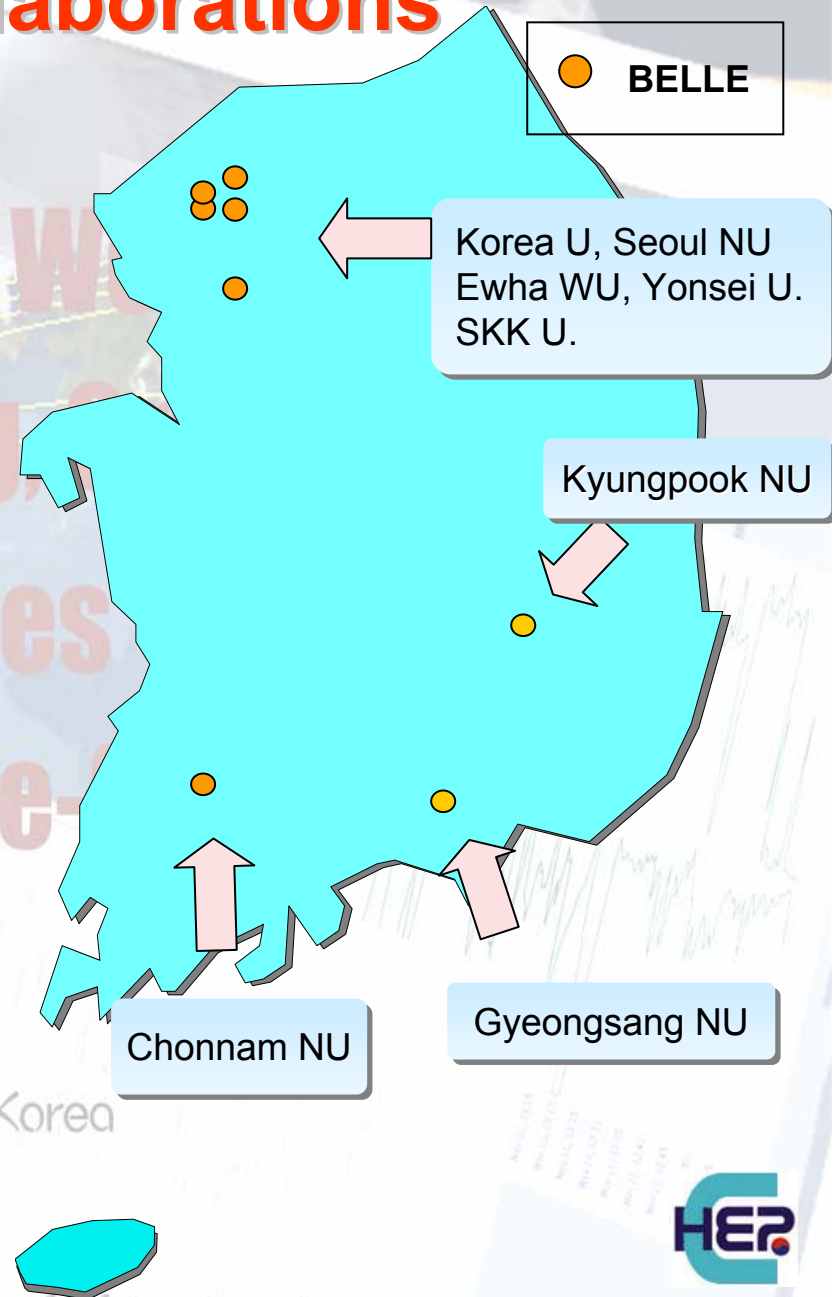 aborations
BELLE
Korea U, Seoul NU
Ewha WU, Yonsei U.
SKK U.
Kyungpook NU
Chonnam NU
Gyeongsang NU
Korea
HEP